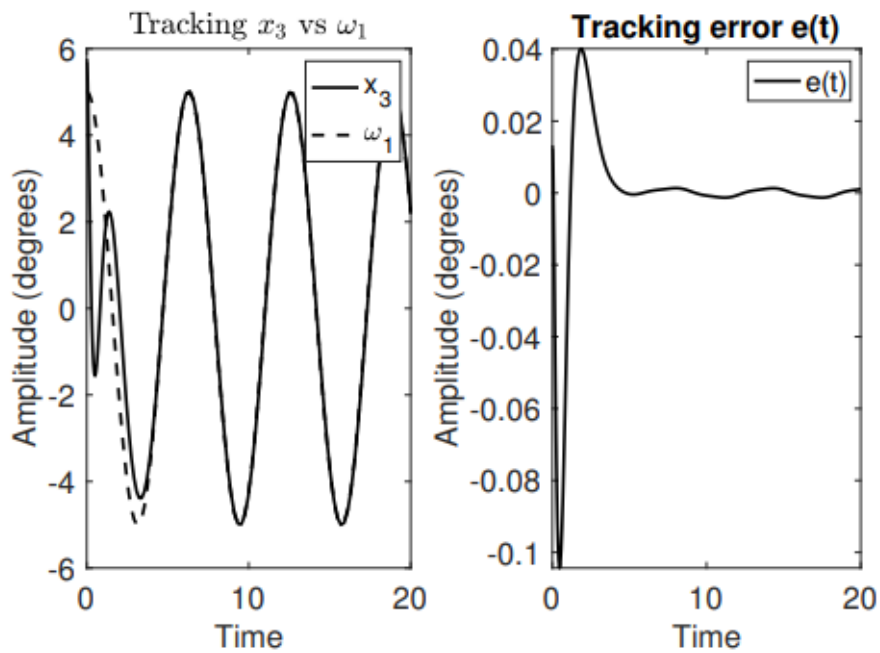 Tracking x₃ vs ω₁
6
4
2
0
-2
-4
-6
Amplitude (degrees)
x₃
ω₁
0
10
20
Time
Tracking error e(t)
0.04
0.02
0
-0.02
-0.04
-0.06
-0.08
-0.1
Amplitude (degrees)
e(t)
0
10
20
Time